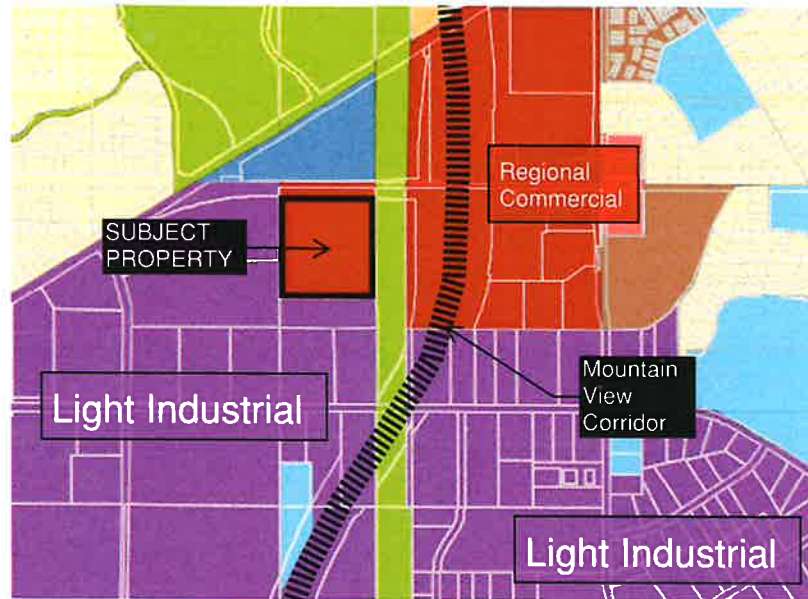 Regional
Commercial
SUBJECT
PROPERTY
Mountain
View
Corridor
Light Industrial
Light Industrial